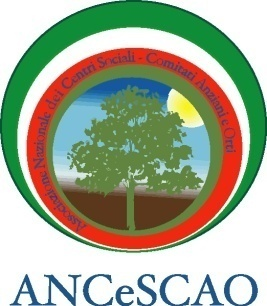 Associazione Nazionale dei Centri Sociali - Comitati Anziani e Orti
ANCeSCAO